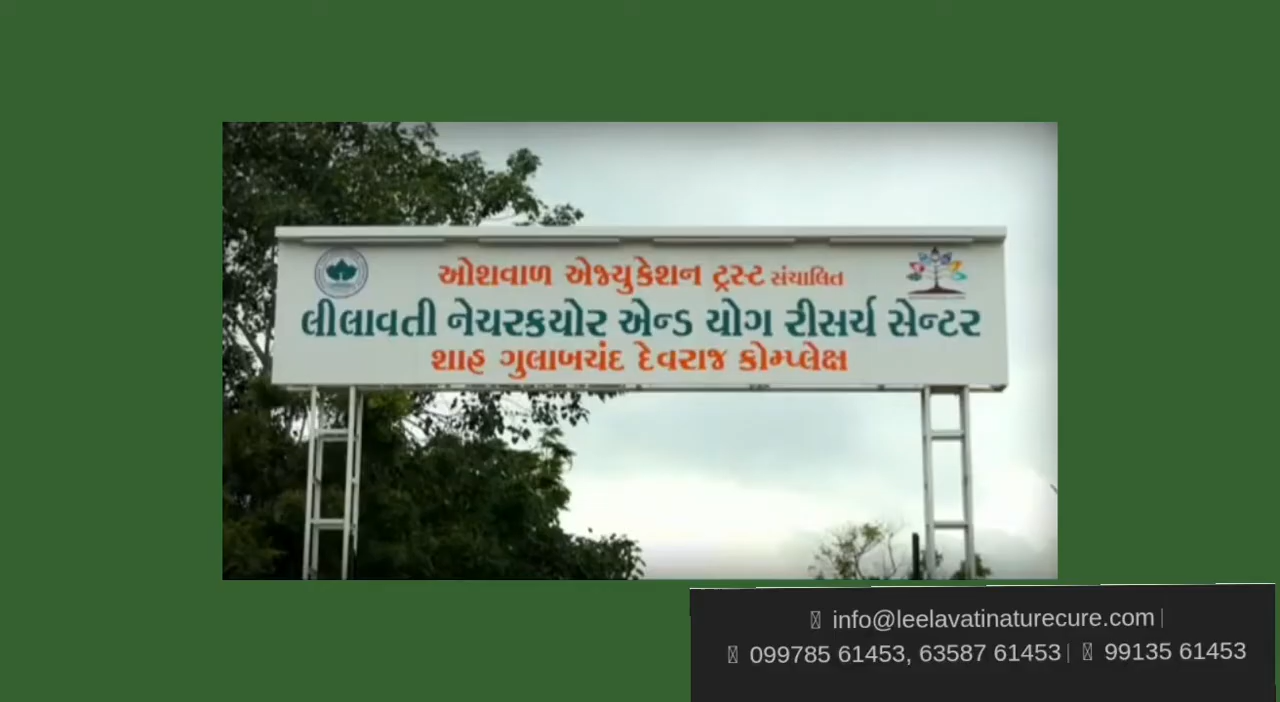 ઓશવાળ એજ્યુકેશન ટ્રસ્ટ સંચાલિત
લીલાવતી નેચરક્યોર એન્ડ યોગ રીસર્ચ સેન્ટર
શાહ ગુલાબચંદ દેવરાજ કોમ્પ્લેક્ષ
info@leelavatinaturecure.com |
099785 61453, 63587 61453 | 99135 61453